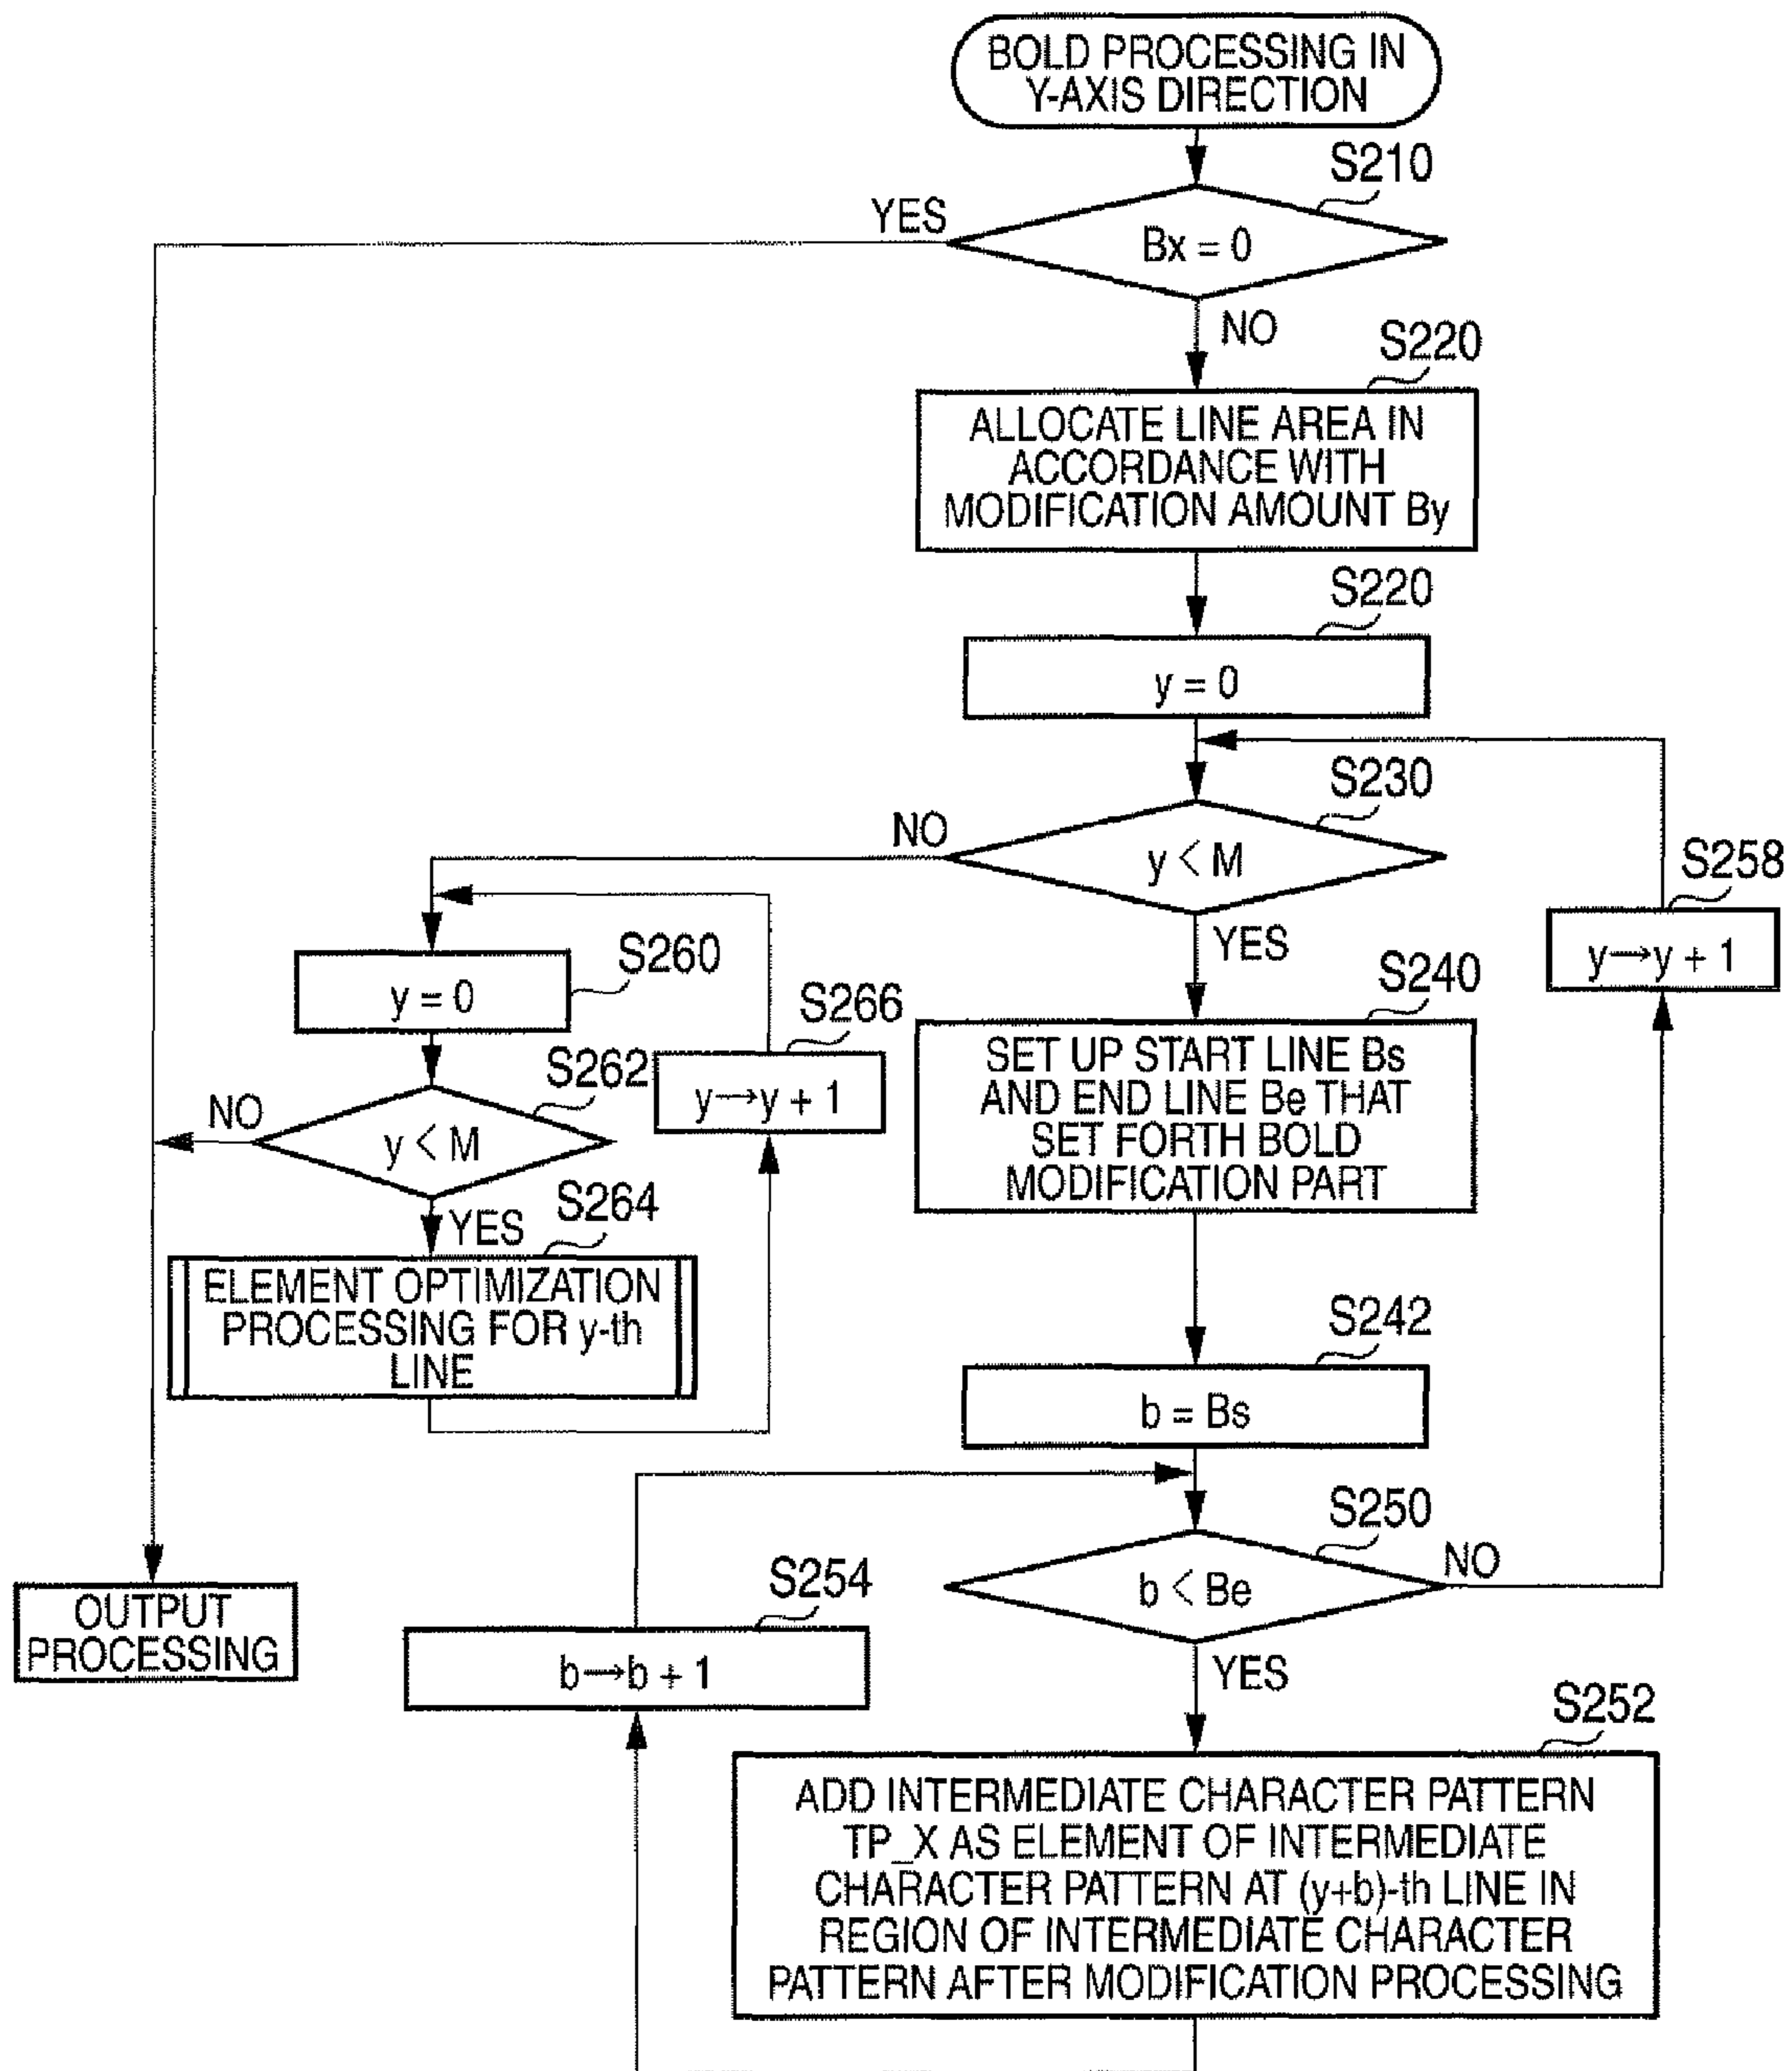 BOLD PROCESSING IN
Y-AXIS DIRECTION
S210
YES
Bx = 0
NO
S220
ALLOCATE LINE AREA IN
ACCORDANCE WITH
MODIFICATION AMOUNT By
S220
y = 0
S230
NO
y < M
S258
YES
y→y + 1
S260
y = 0
S240
S266
SET UP START LINE Bs
AND END LINE Be THAT
SET FORTH BOLD
MODIFICATION PART
S262
y→y + 1
NO
y < M
S264
YES
ELEMENT OPTIMIZATION
PROCESSING FOR y-th
LINE
S242
b = Bs
S250
NO
b < Be
S254
OUTPUT
PROCESSING
b→b + 1
YES
S252
ADD INTERMEDIATE CHARACTER PATTERN
TP_X AS ELEMENT OF INTERMEDIATE
CHARACTER PATTERN AT (y+b)-th LINE IN
REGION OF INTERMEDIATE CHARACTER
PATTERN AFTER MODIFICATION PROCESSING